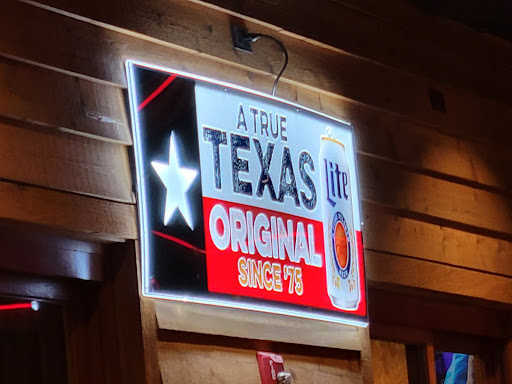 A TRUE
TEXAS
ORIGINAL
SINCE '75
Lite